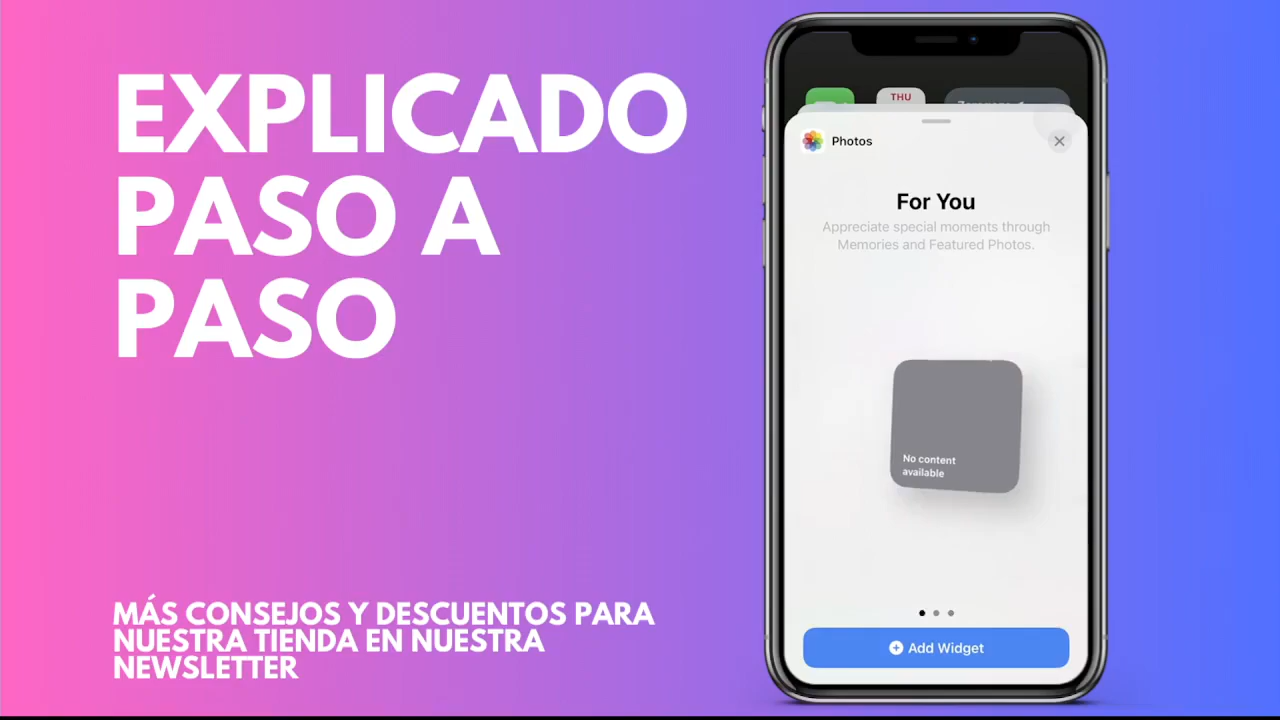 EXPLICADO
PASO A
PASO
MÁS CONSEJOS Y DESCUENTOS PARA
NUESTRA TIENDA EN NUESTRA
NEWSLETTER
THU
Photos
For You
Appreciate special moments through
Memories and Featured Photos.
No content
available
Add Widget